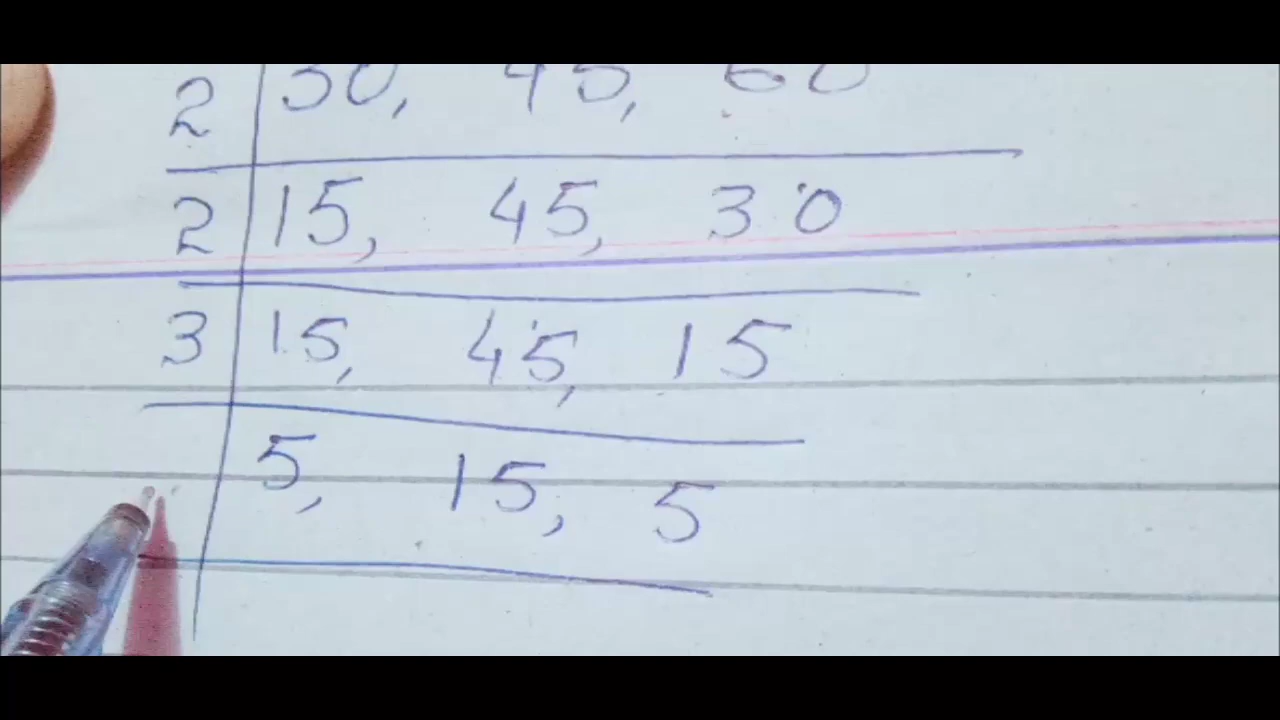 2 30, 45, 60
2 15, 45, 30
3 15, 45, 15
5, 15, 5